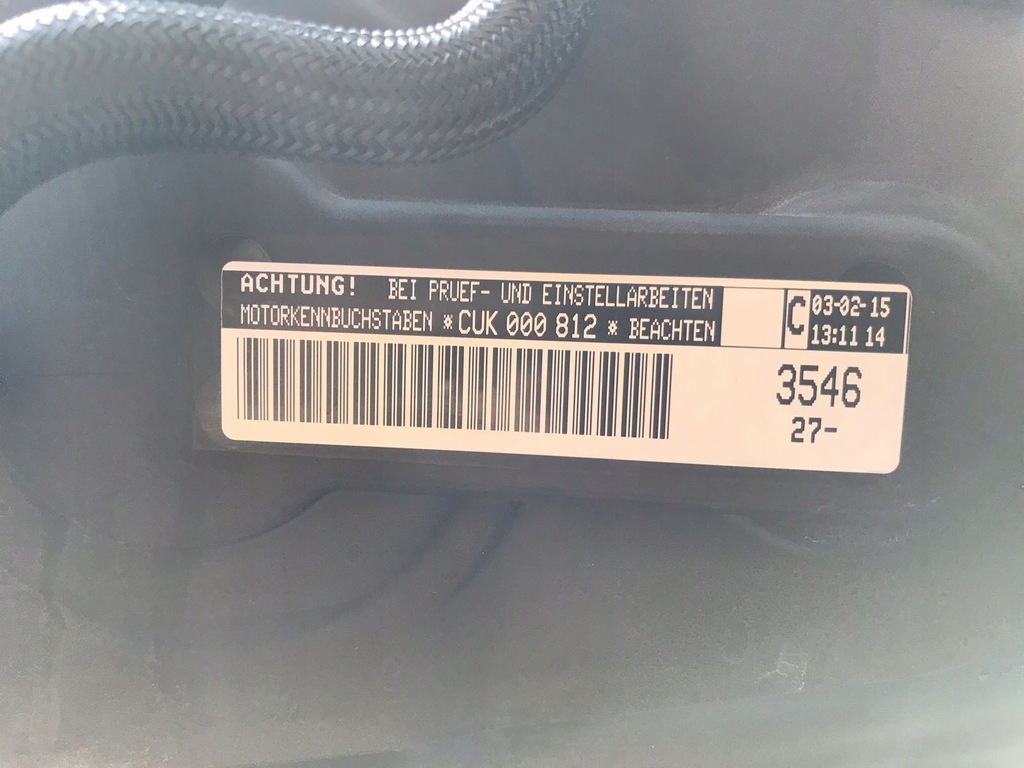 ACHTUNG! BEI PRUEF- UND EINSTELLARBEITEN
MOTORKENNBUCHSTABEN *CUK 000 812 * BEACHTEN
C
03-02-15
13:11 14
3546
27-